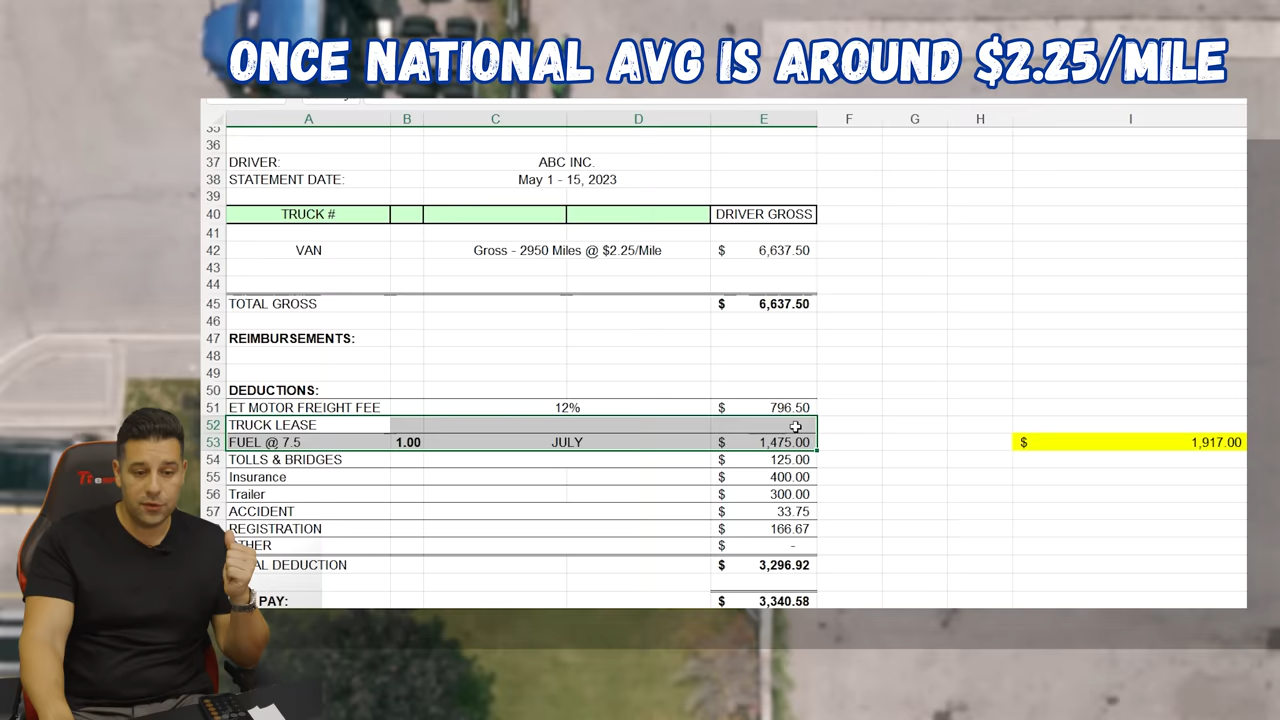 ONCE NATIONAL AVG IS AROUND $2.25/MILE
A B C D E F G H I
35
36
37 DRIVER: ABC INC.
38 STATEMENT DATE: May 1 - 15, 2023
39
40 TRUCK # DRIVER GROSS
41
42 VAN Gross - 2950 Miles @ $2.25/Mile $ 6,637.50
43
44
45 TOTAL GROSS $ 6,637.50
46
47 REIMBURSEMENTS:
48
49
50 DEDUCTIONS:
51 ET MOTOR FREIGHT FEE 12% $ 796.50
52 TRUCK LEASE
53 FUEL @ 7.5 1.00 JULY $ 1,475.00 $ 1,917.00
54 TOLLS & BRIDGES $ 125.00
55 Insurance $ 400.00
56 Trailer $ 300.00
57 ACCIDENT $ 33.75
REGISTRATION $ 166.67
THER $ -
AL DEDUCTION $ 3,296.92
PAY: $ 3,340.58